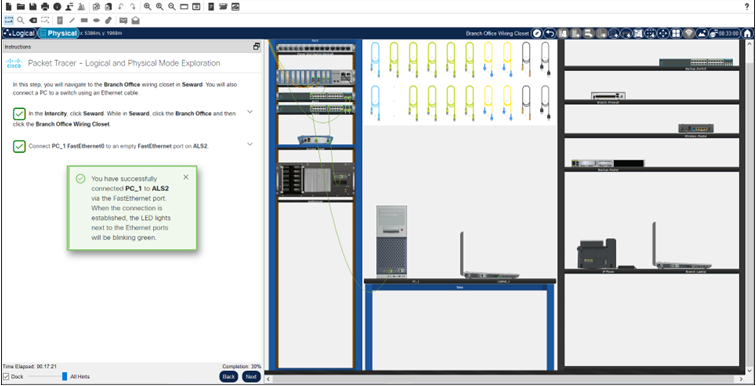 ?
Logical
Physical
x: 5386m, y: 1968m
Branch Office Wiring Closet
00:33:00
Instructions
CISCO
Packet Tracer - Logical and Physical Mode Exploration
In this step, you will navigate to the Branch Office wiring closet in Seward. You will also
connect a PC to a switch using an Ethernet cable.
In the Intercity, click Seward. While in Seward, click the Branch Office and then
click the Branch Office Wiring Closet.
Connect PC_1 FastEthernet0 to an empty FastEthernet port on ALS2.
You have successfully
connected PC_1 to ALS2
via the FastEthernet port.
When the connection is
established, the LED lights
next to the Ethernet ports
will be blinking green.
Time Elapsed: 00:17:21
Completion: 30%
Dock
All Hints
Back
Next
Rack
PC_1
Laptop_1
Table
Backup Switch
Wireless Router
Backup Router
IP Phone
Branch Laptop